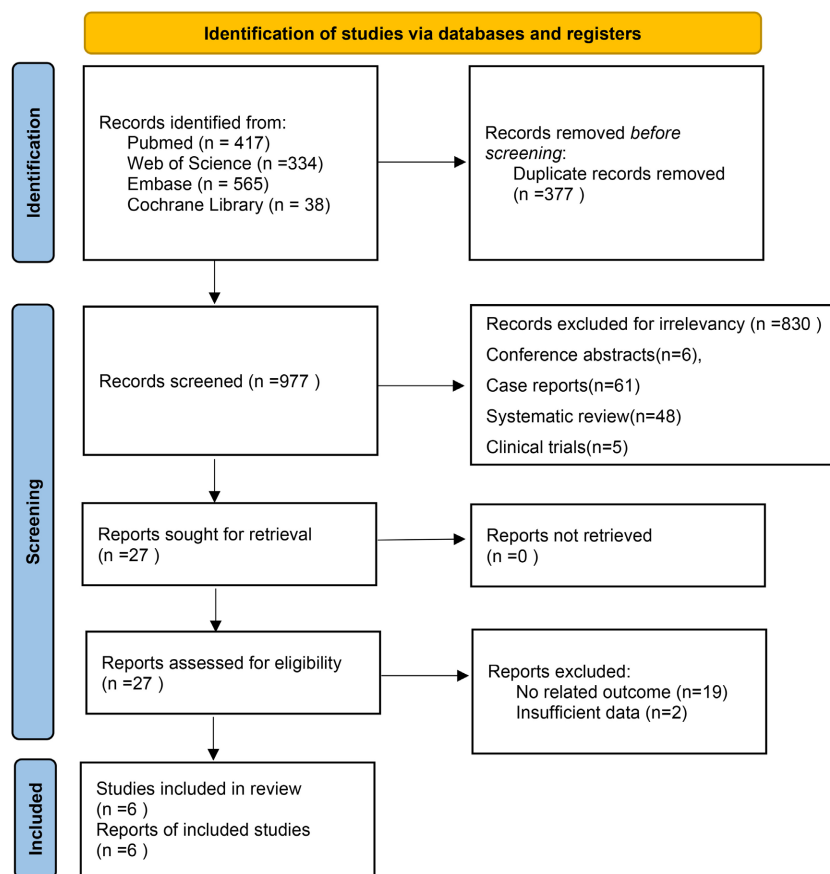 Identification of studies via databases and registers
Identification
Records identified from:
Pubmed (n = 417)
Web of Science (n =334)
Embase (n = 565)
Cochrane Library (n = 38)
Records removed before
screening:
Duplicate records removed
(n =377 )
Screening
Records screened (n =977 )
Records excluded for irrelevancy (n =830 )
Conference abstracts(n=6),
Case reports(n=61)
Systematic review(n=48)
Clinical trials(n=5)
Reports sought for retrieval
(n =27 )
Reports not retrieved
(n =0 )
Reports assessed for eligibility
(n =27 )
Reports excluded:
No related outcome (n=19)
Insufficient data (n=2)
Included
Studies included in review
(n =6 )
Reports of included studies
(n =6 )